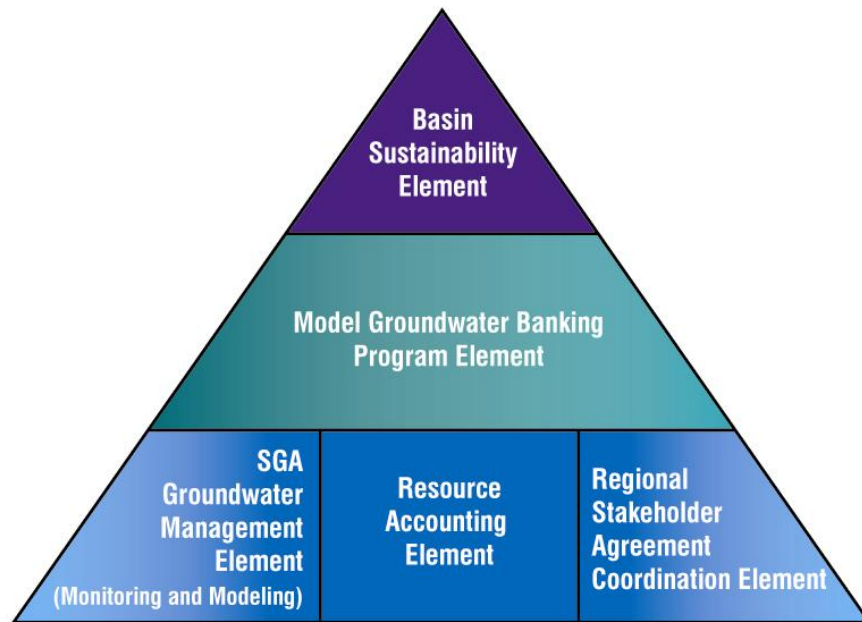 Basin
Sustainability
Element
Model Groundwater Banking
Program Element
SGA
Groundwater
Management
Element
(Monitoring and Modeling)
Resource
Accounting
Element
Regional
Stakeholder
Agreement
Coordination Element